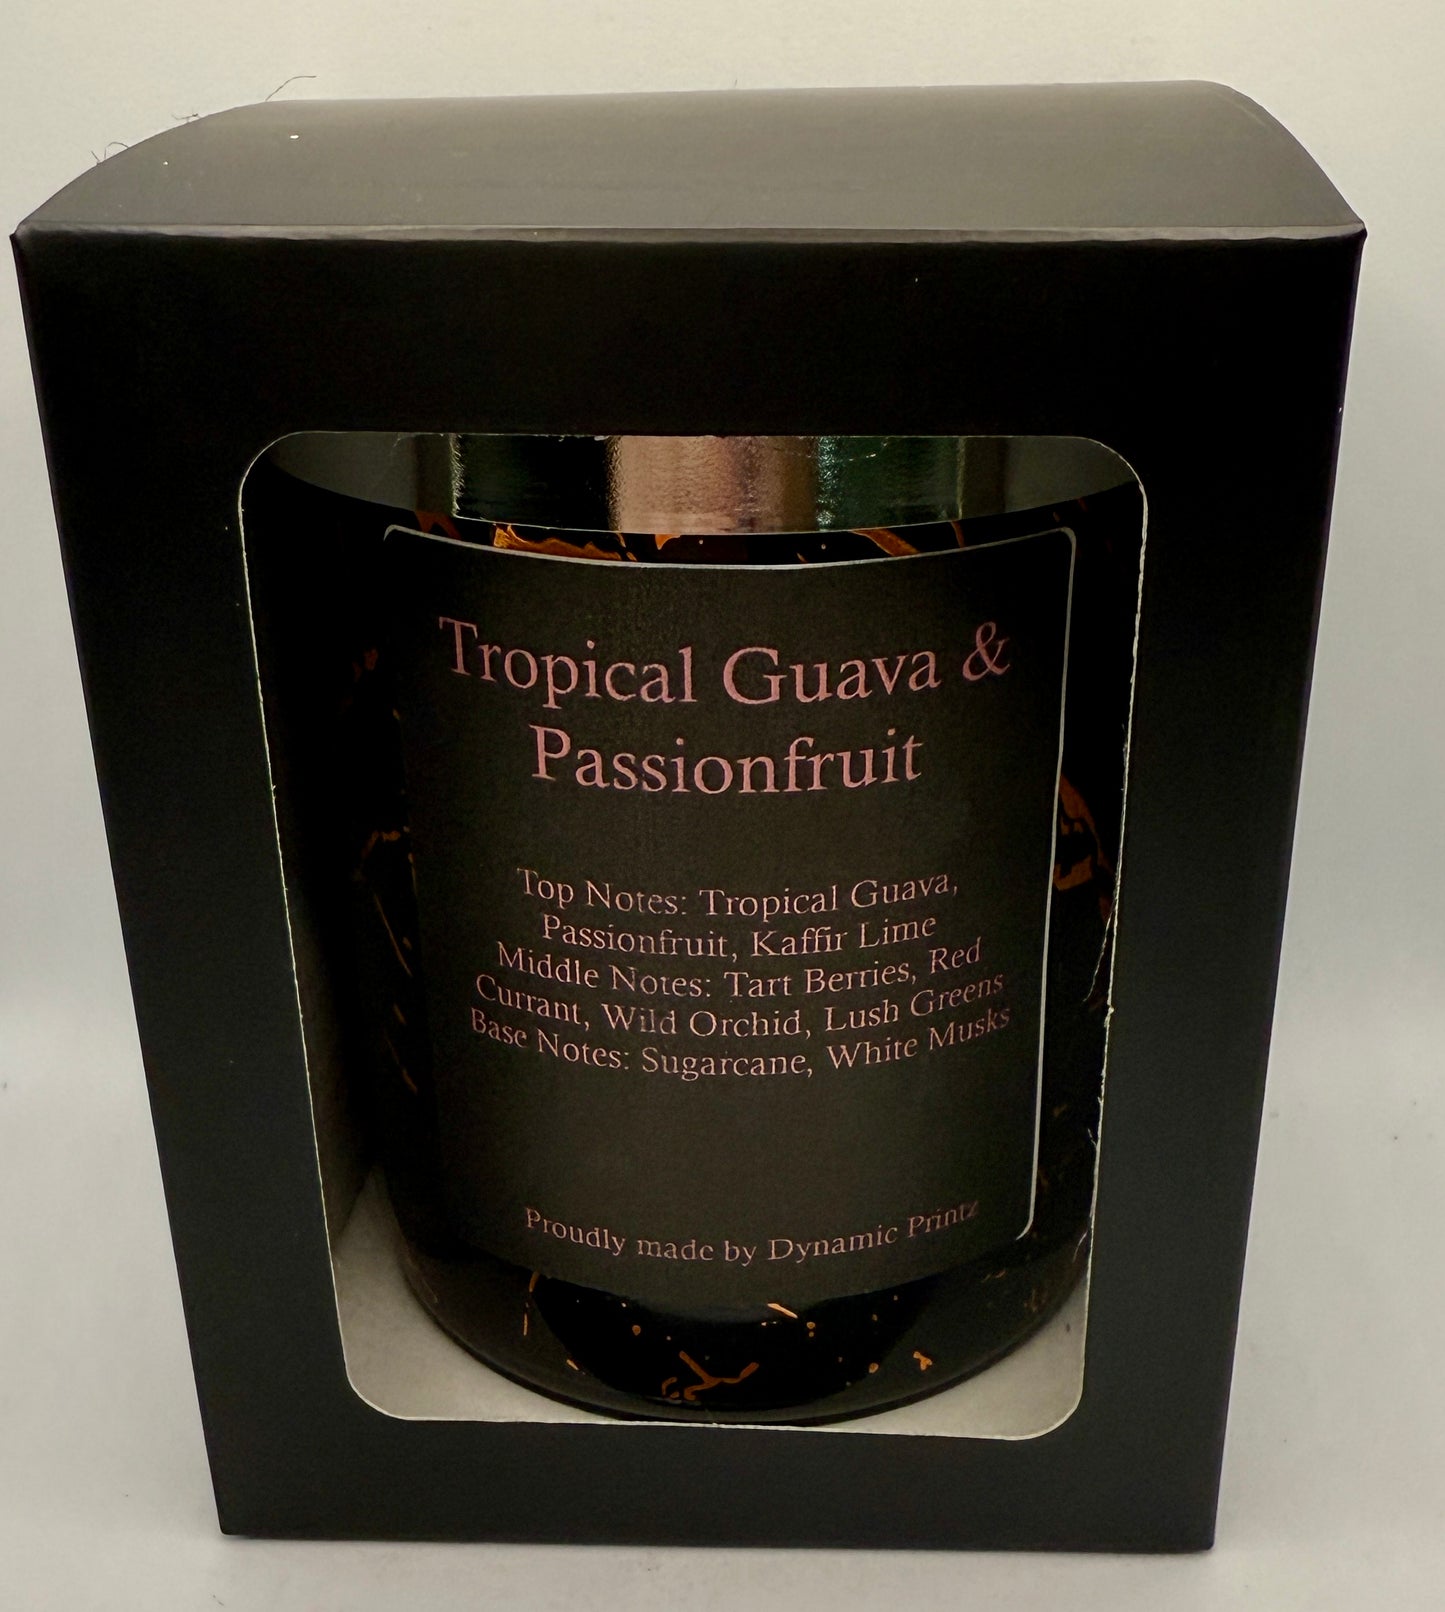 Tropical Guava &
Passionfruit
Top Notes: Tropical Guava,
Passionfruit, Kaffir Lime
Middle Notes: Tart Berries, Red
Currant, Wild Orchid, Lush Greens
Base Notes: Sugarcane, White Musks
Proudly made by Dynamic Printz